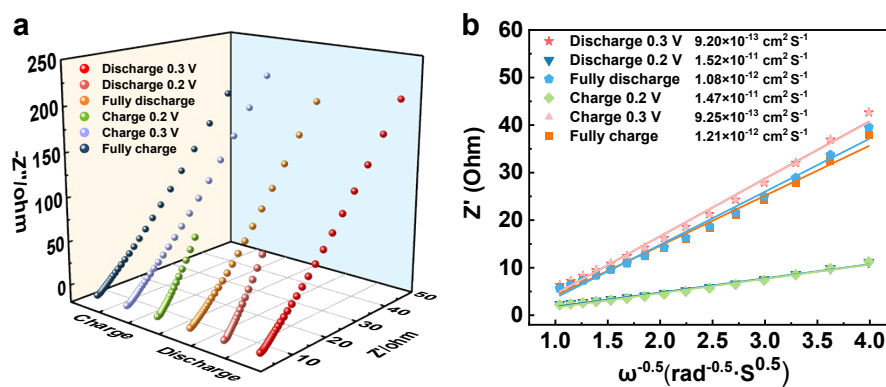 a
250
200
150
100
50
0
-Z''/ohm
Discharge 0.3 V
Discharge 0.2 V
Fully discharge
Charge 0.2 V
Charge 0.3 V
Fully charge
Charge
Discharge
10
20
30
40
50
Z'/ohm
b
60
50
40
30
20
10
0
Z' (Ohm)
Discharge 0.3 V 9.20×10⁻¹³ cm² S⁻¹
Discharge 0.2 V 1.52×10⁻¹¹ cm² S⁻¹
Fully discharge 1.08×10⁻¹² cm² S⁻¹
Charge 0.2 V 1.47×10⁻¹¹ cm² S⁻¹
Charge 0.3 V 9.25×10⁻¹³ cm² S⁻¹
Fully charge 1.21×10⁻¹² cm² S⁻¹
1.0 1.5 2.0 2.5 3.0 3.5 4.0
ω⁻⁰·⁵(rad⁻⁰·⁵·S⁰·⁵)